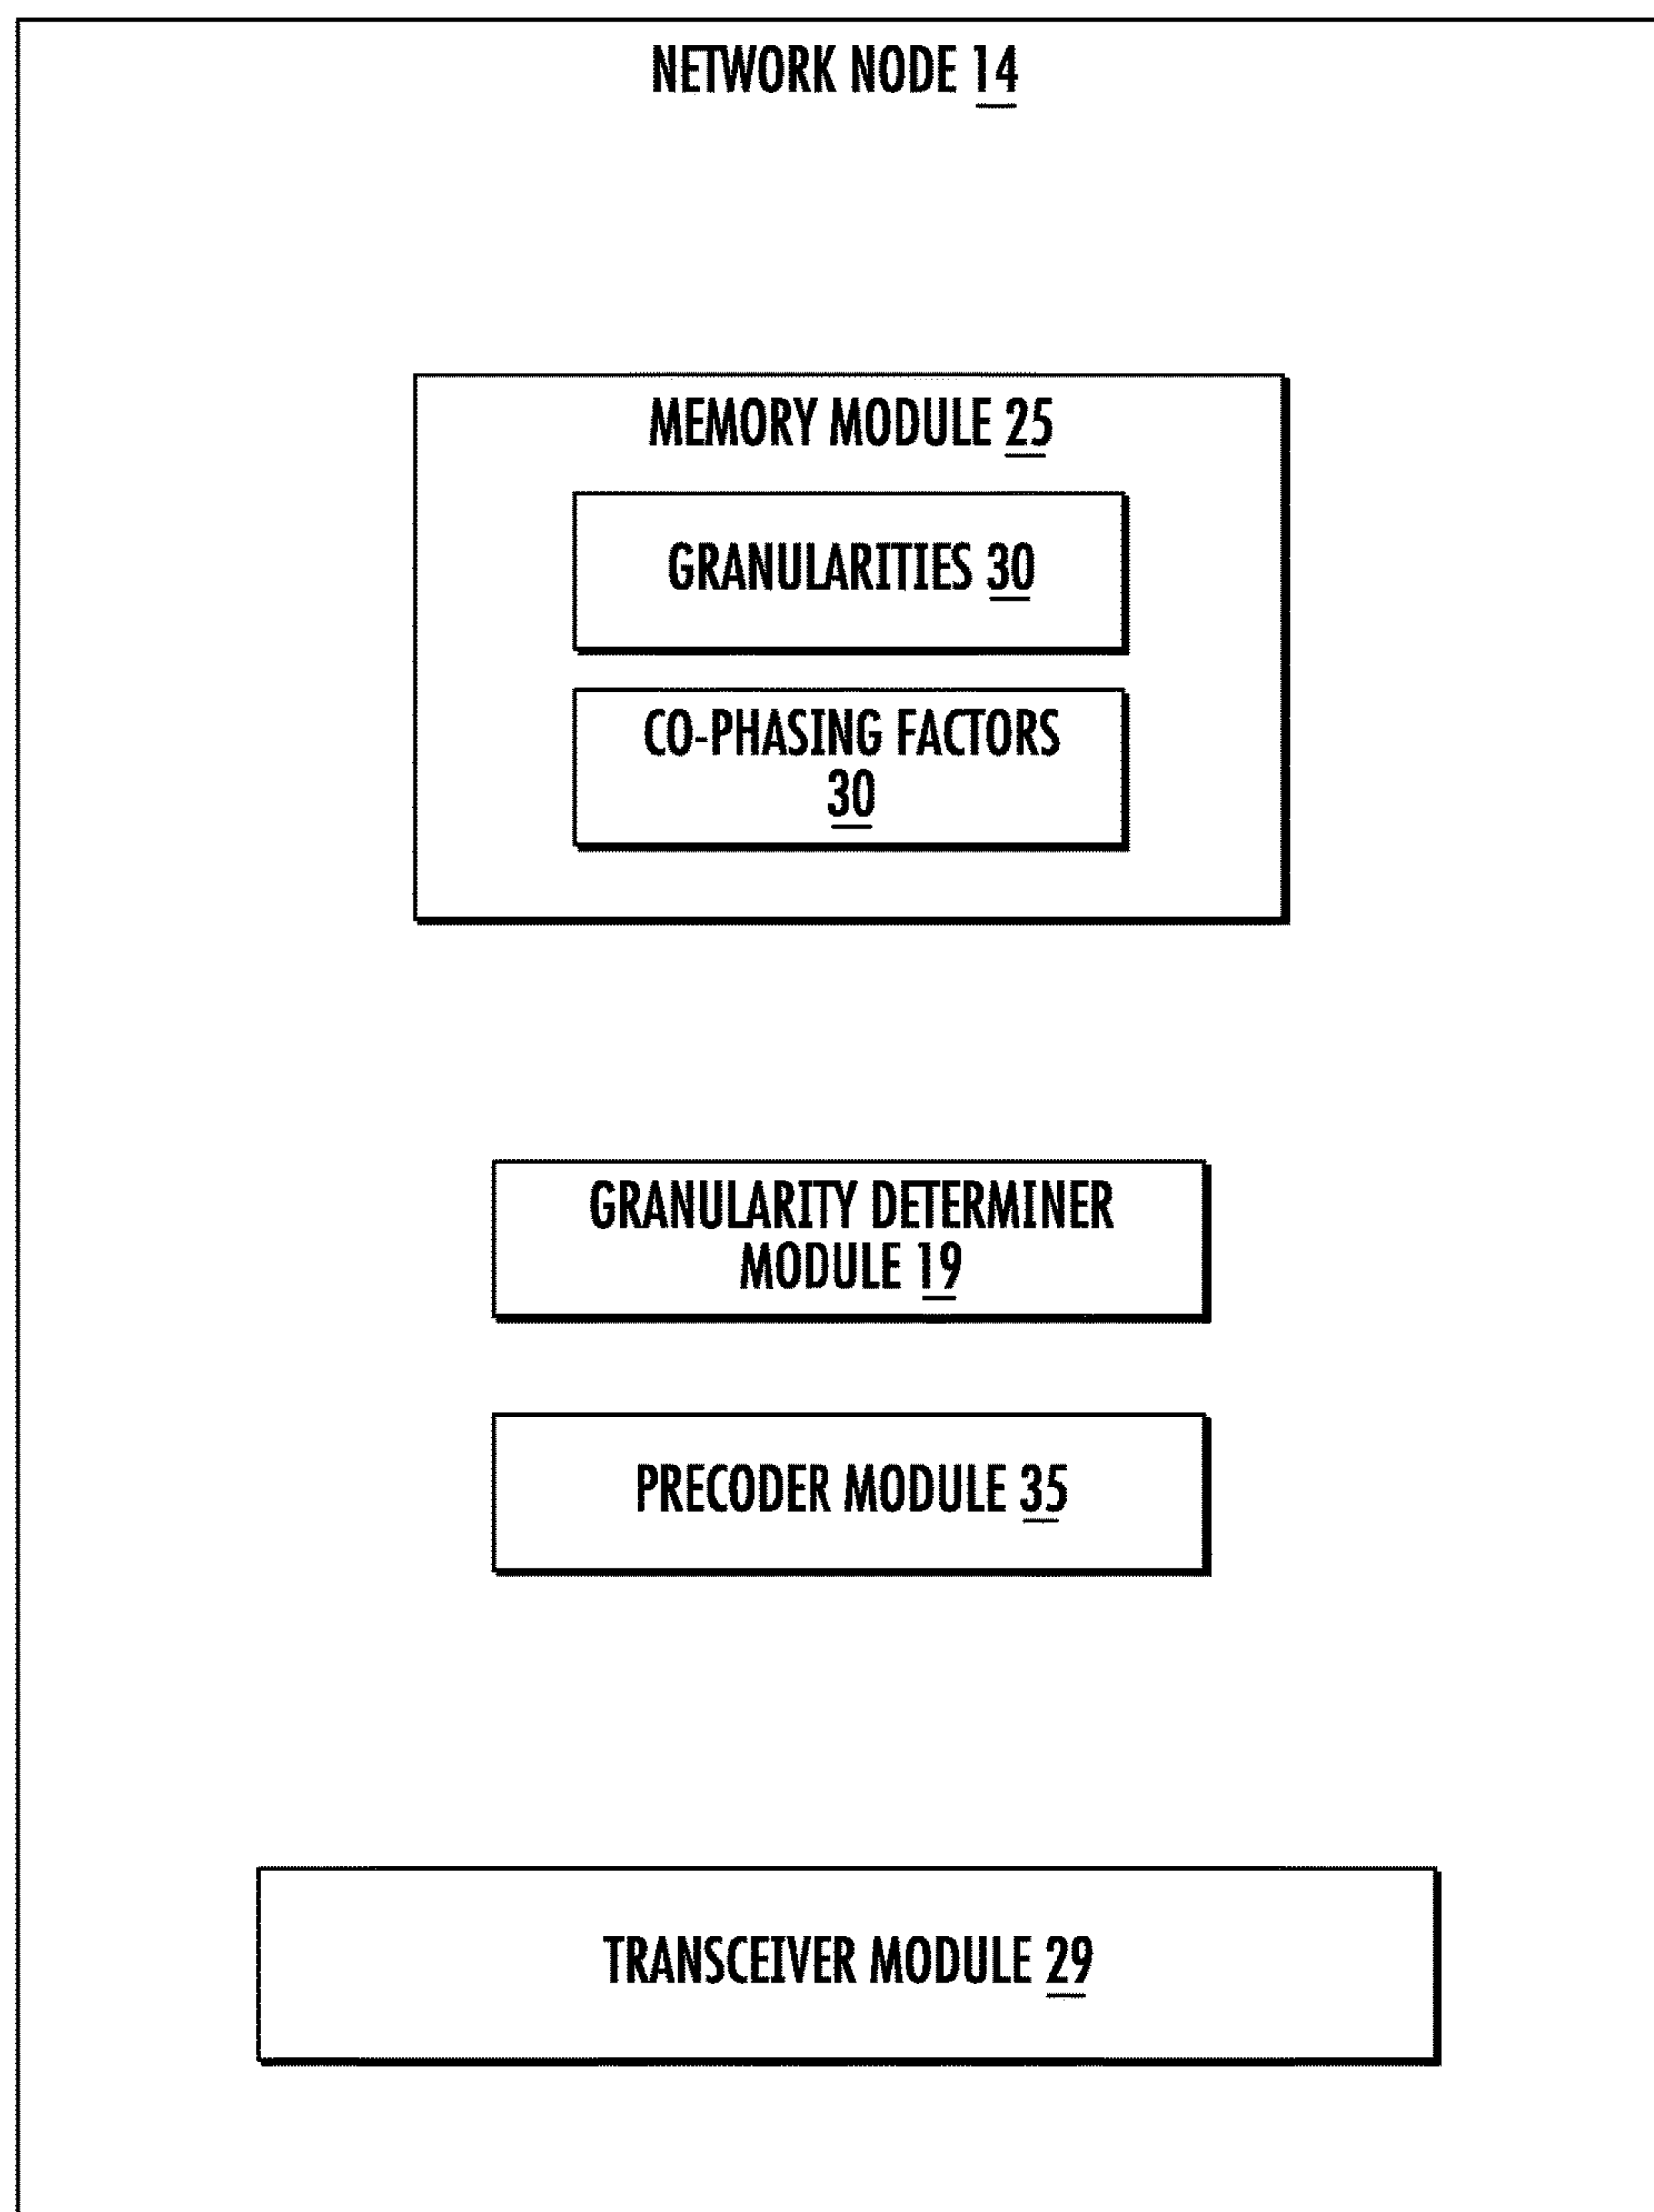 NETWORK NODE 14
MEMORY MODULE 25
GRANULARITIES 30
CO-PHASING FACTORS
30
GRANULARITY DETERMINER
MODULE 19
PRECODER MODULE 35
TRANSCEIVER MODULE 29